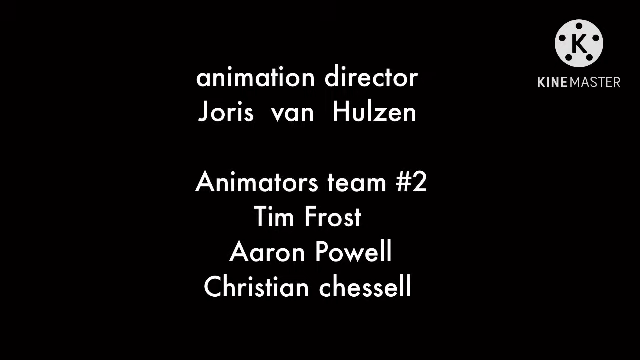 animation director
Joris van Hulzen
Animators team #2
Tim Frost
Aaron Powell
Christian chessell
K
KINEMASTER